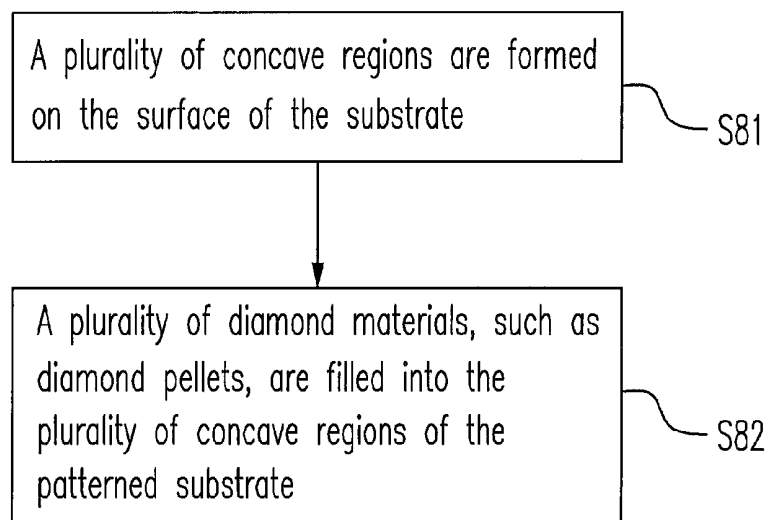 A plurality of concave regions are formed
on the surface of the substrate
S81
A plurality of diamond materials, such as
diamond pellets, are filled into the
plurality of concave regions of the
patterned substrate
S82